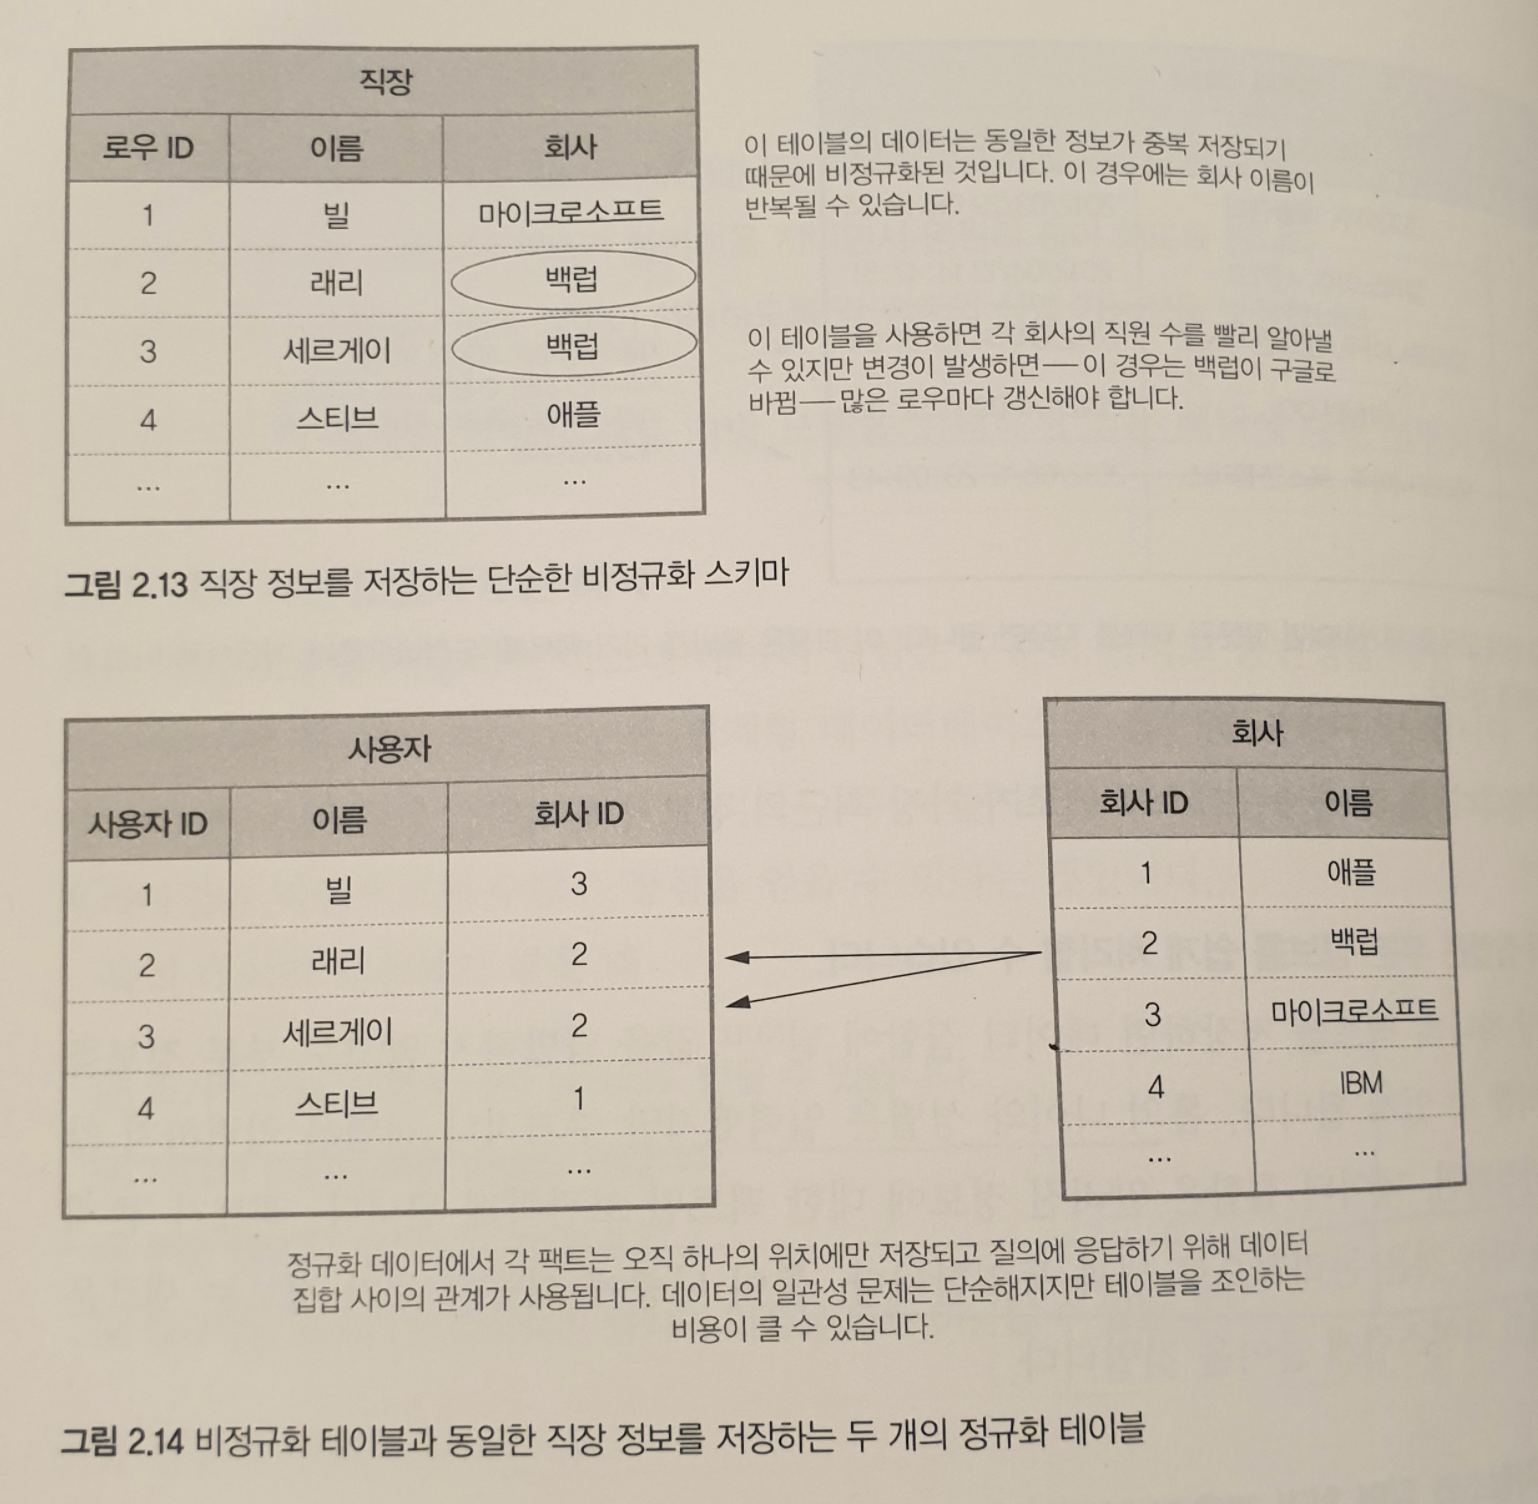 직장
로우 ID 이름 회사
1 빌 마이크로소프트
2 래리 백럽
3 세르게이 백럽
4 스티브 애플
... ... ...
이 테이블의 데이터는 동일한 정보가 중복 저장되기
때문에 비정규화된 것입니다. 이 경우에는 회사 이름이
반복될 수 있습니다.
이 테이블을 사용하면 각 회사의 직원 수를 빨리 알아낼
수 있지만 변경이 발생하면──이 경우는 백럽이 구글로
바뀜──많은 로우마다 갱신해야 합니다.
그림 2.13 직장 정보를 저장하는 단순한 비정규화 스키마
사용자
사용자 ID 이름 회사 ID
1 빌 3
2 래리 2
3 세르게이 2
4 스티브 1
... ... ...
회사
회사 ID 이름
1 애플
2 백럽
3 마이크로소프트
4 IBM
... ...
정규화 데이터에서 각 팩트는 오직 하나의 위치에만 저장되고 질의에 응답하기 위해 데이터
집합 사이의 관계가 사용됩니다. 데이터의 일관성 문제는 단순해지지만 테이블을 조인하는
비용이 클 수 있습니다.
그림 2.14 비정규화 테이블과 동일한 직장 정보를 저장하는 두 개의 정규화 테이블